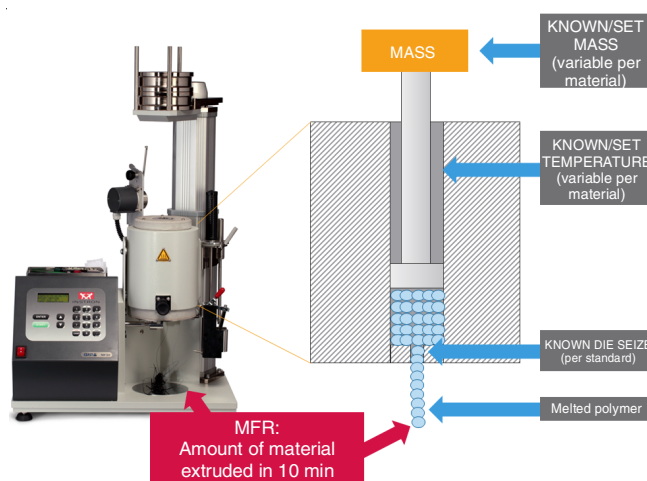 MASS
KNOWN/SET
MASS
(variable per
material)
KNOWN/SET
TEMPERATURE
(variable per
material)
KNOWN DIE SEIZE
(per standard)
Melted polymer
MFR:
Amount of material
extruded in 10 min